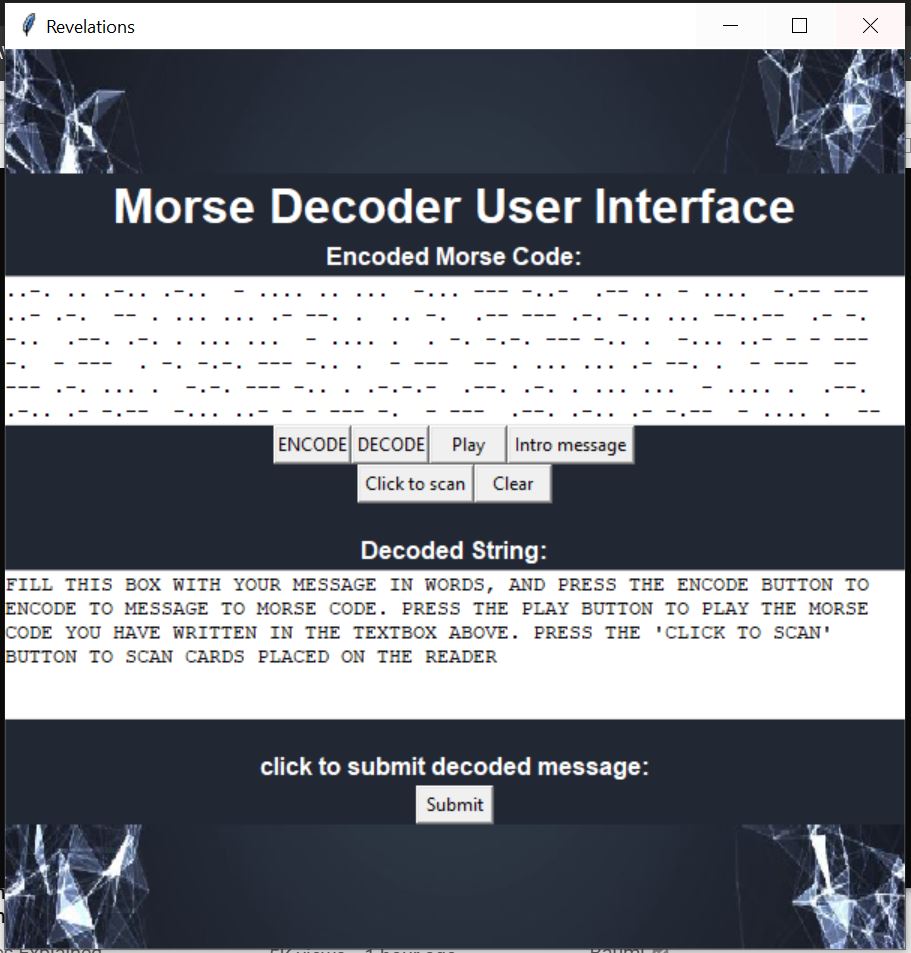 Revelations
Morse Decoder User Interface
Encoded Morse Code:
..-. .. .-.. .-..  - .... .. ...  -... --- -..-  .-- .. - ....  -.-- ---
..- .-.  -- . ... ... .- --. .  .. -.  .-- --- .-. -.. ... --..--  .- -.
-..  .--. .-. . ... ...  - .... .  . -. -.-. --- -.. .  -... ..- - - ---
-.  - ---  . -. -.-. --- -.. .  - ---  -- . ... ... .- --. .  - ---  --
--- .-. ... .  -.-. --- -.. . .-.-.-  .--. .-. . ... ...  - .... .  .--.
.-.. .- -.--  -... ..- - - --- -.  - ---  .--. .-.. .- -.--  - .... .  --
ENCODE DECODE Play Intro message
Click to scan Clear
Decoded String:
FILL THIS BOX WITH YOUR MESSAGE IN WORDS, AND PRESS THE ENCODE BUTTON TO
ENCODE TO MESSAGE TO MORSE CODE. PRESS THE PLAY BUTTON TO PLAY THE MORSE
CODE YOU HAVE WRITTEN IN THE TEXTBOX ABOVE. PRESS THE 'CLICK TO SCAN'
BUTTON TO SCAN CARDS PLACED ON THE READER
click to submit decoded message:
Submit